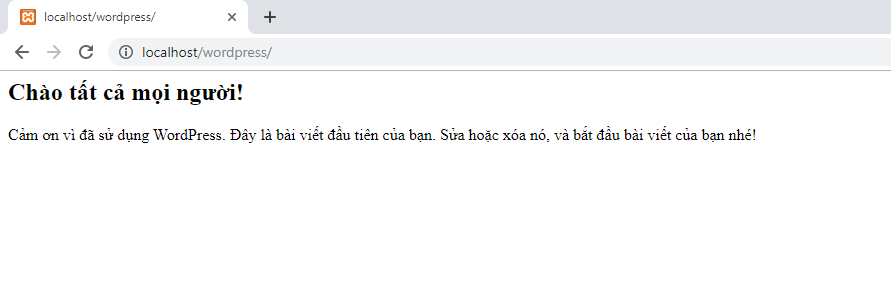 localhost/wordpress/
localhost/wordpress/
Chào tất cả mọi người!
Cảm ơn vì đã sử dụng WordPress. Đây là bài viết đầu tiên của bạn. Sửa hoặc xóa nó, và bắt đầu bài viết của bạn nhé!